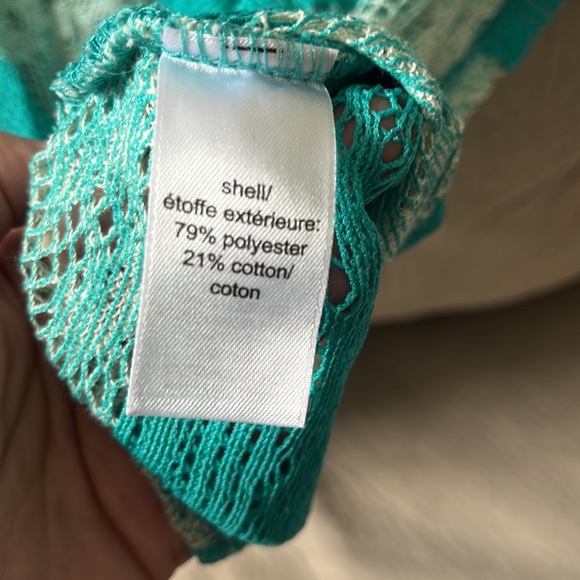 shell/
étoffe extérieure:
79% polyester
21% cotton/
coton